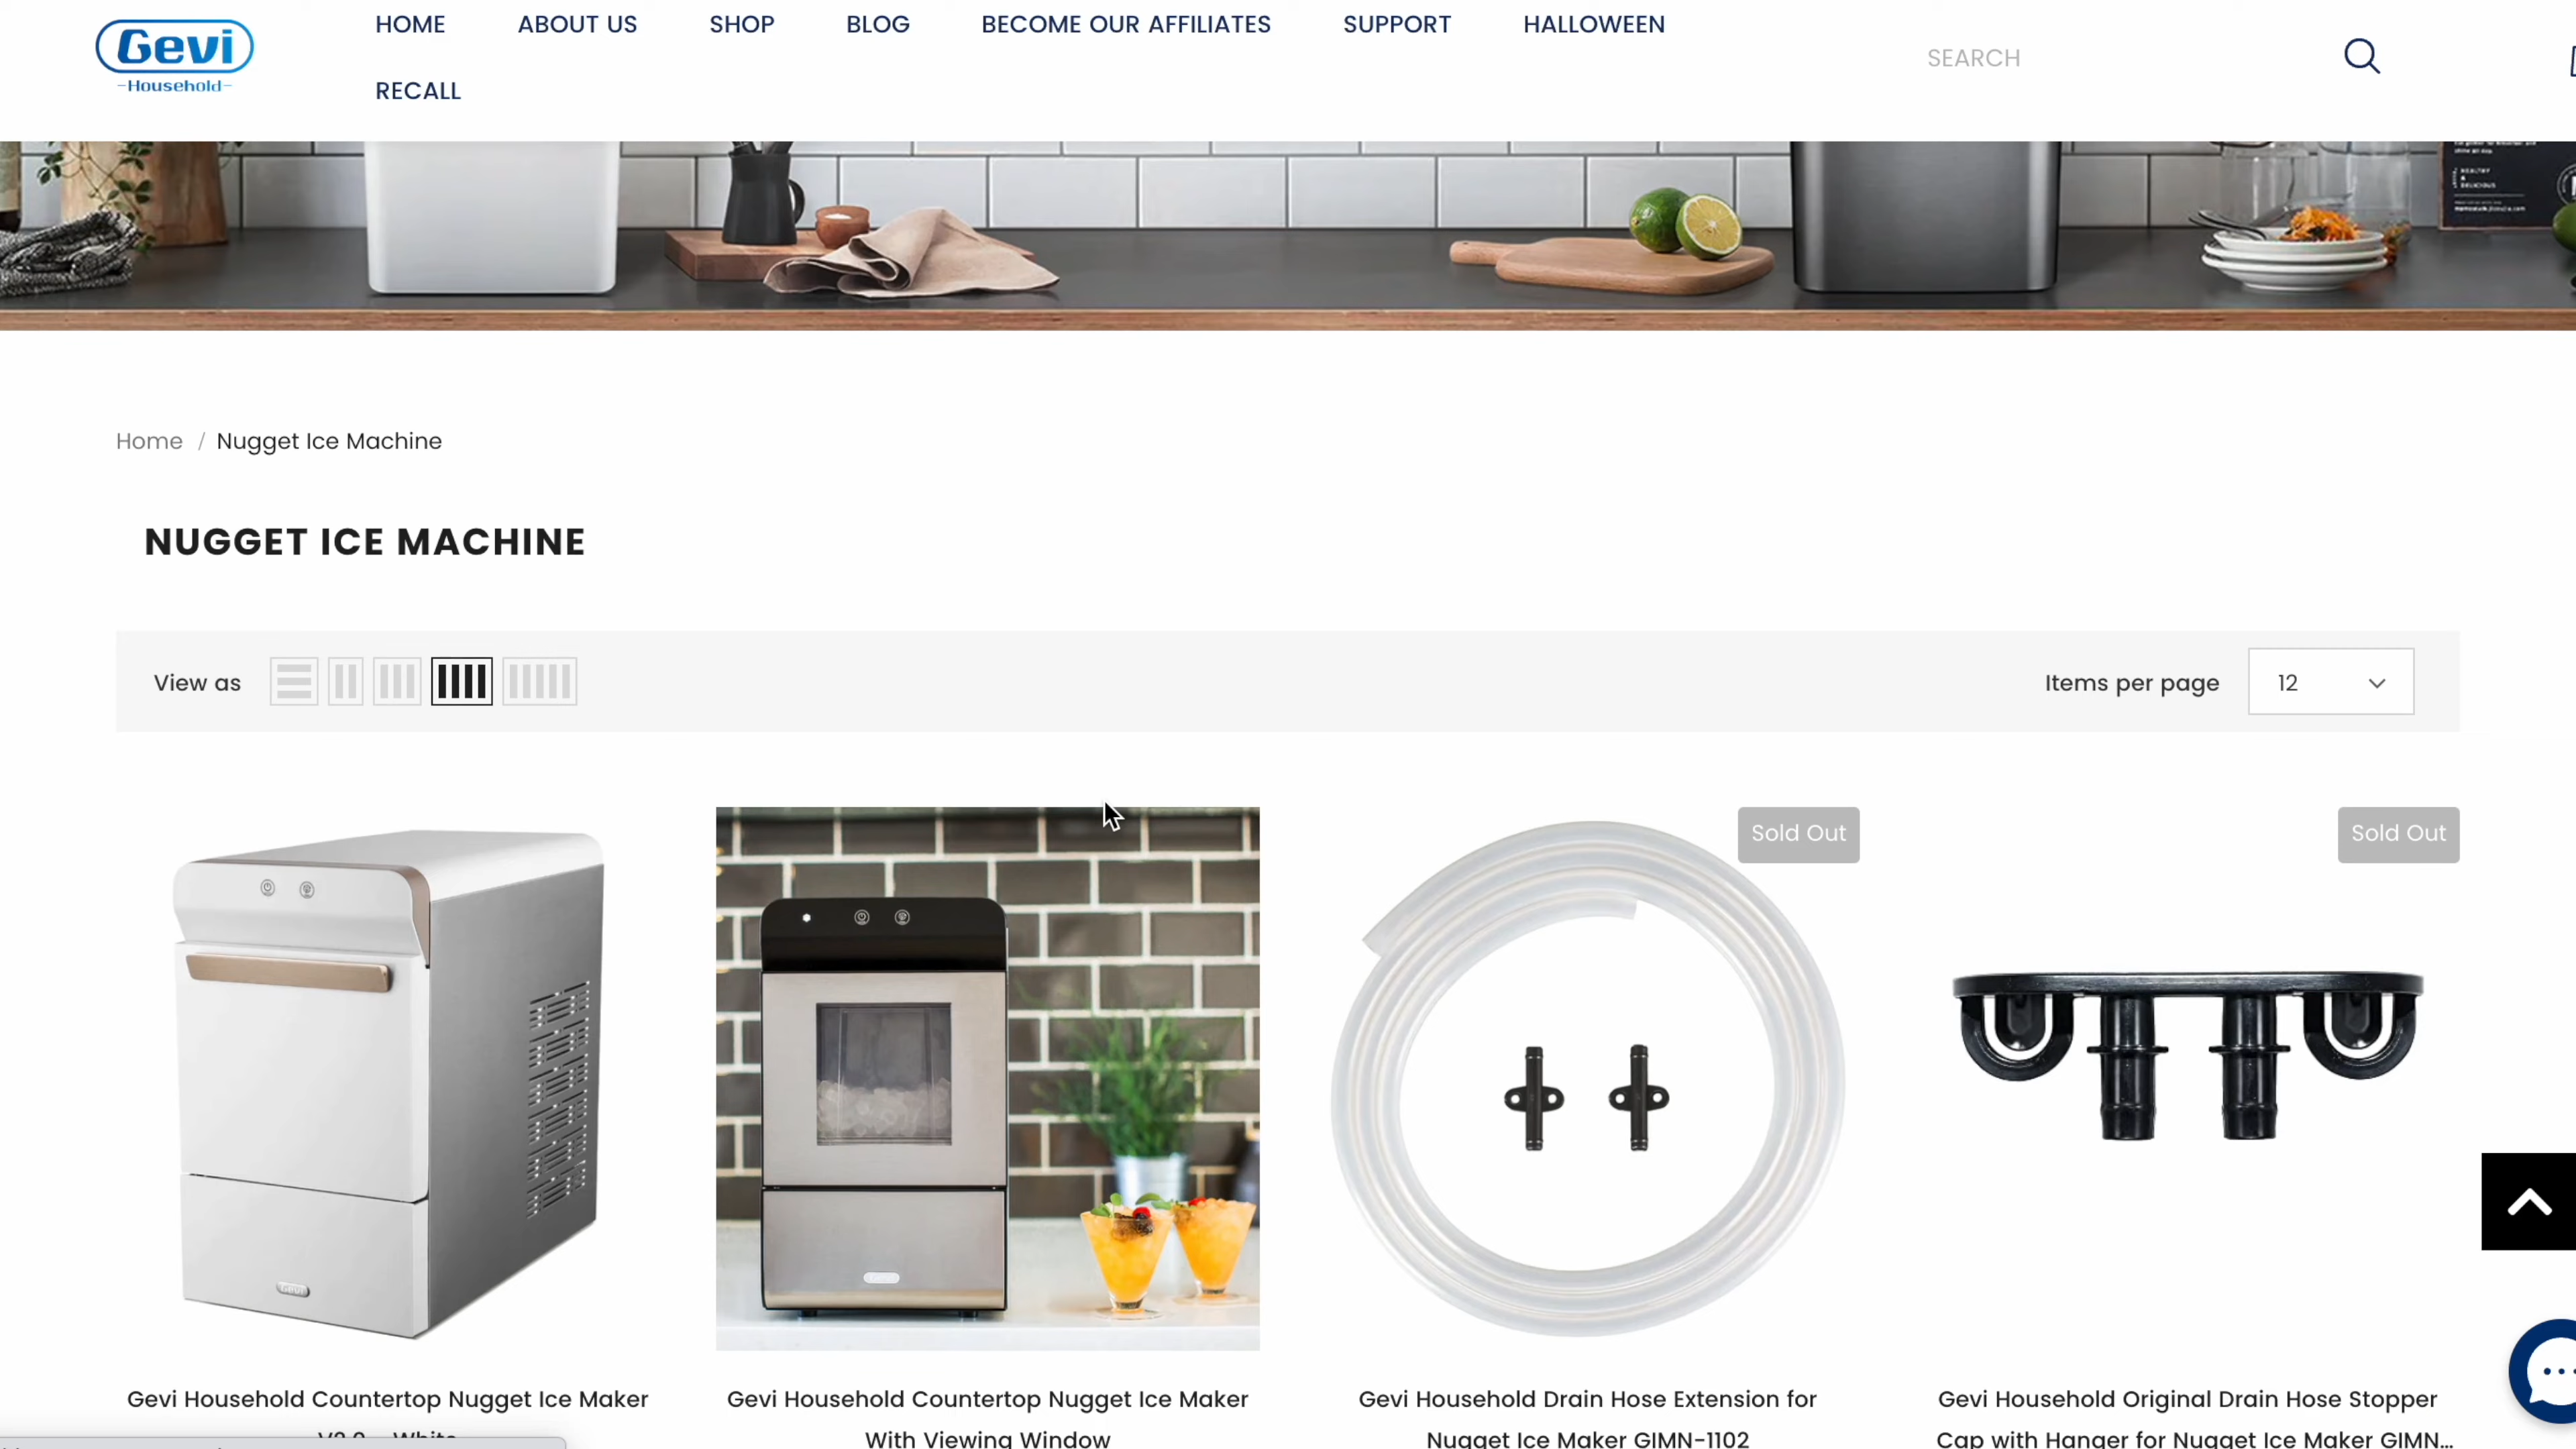 Gevi
Household
HOME
ABOUT US
SHOP
BLOG
BECOME OUR AFFILIATES
SUPPORT
HALLOWEEN
RECALL
SEARCH
HEALTHY
&
DELICIOUS
Home / Nugget Ice Machine
NUGGET ICE MACHINE
View as
Items per page
12
Sold Out
Sold Out
Gevi
Gevi Household Countertop Nugget Ice Maker
Gevi Household Countertop Nugget Ice Maker
With Viewing Window
Gevi Household Drain Hose Extension for
Nugget Ice Maker GIMN-1102
Gevi Household Original Drain Hose Stopper
Cap with Hanger for Nugget Ice Maker GIMN...